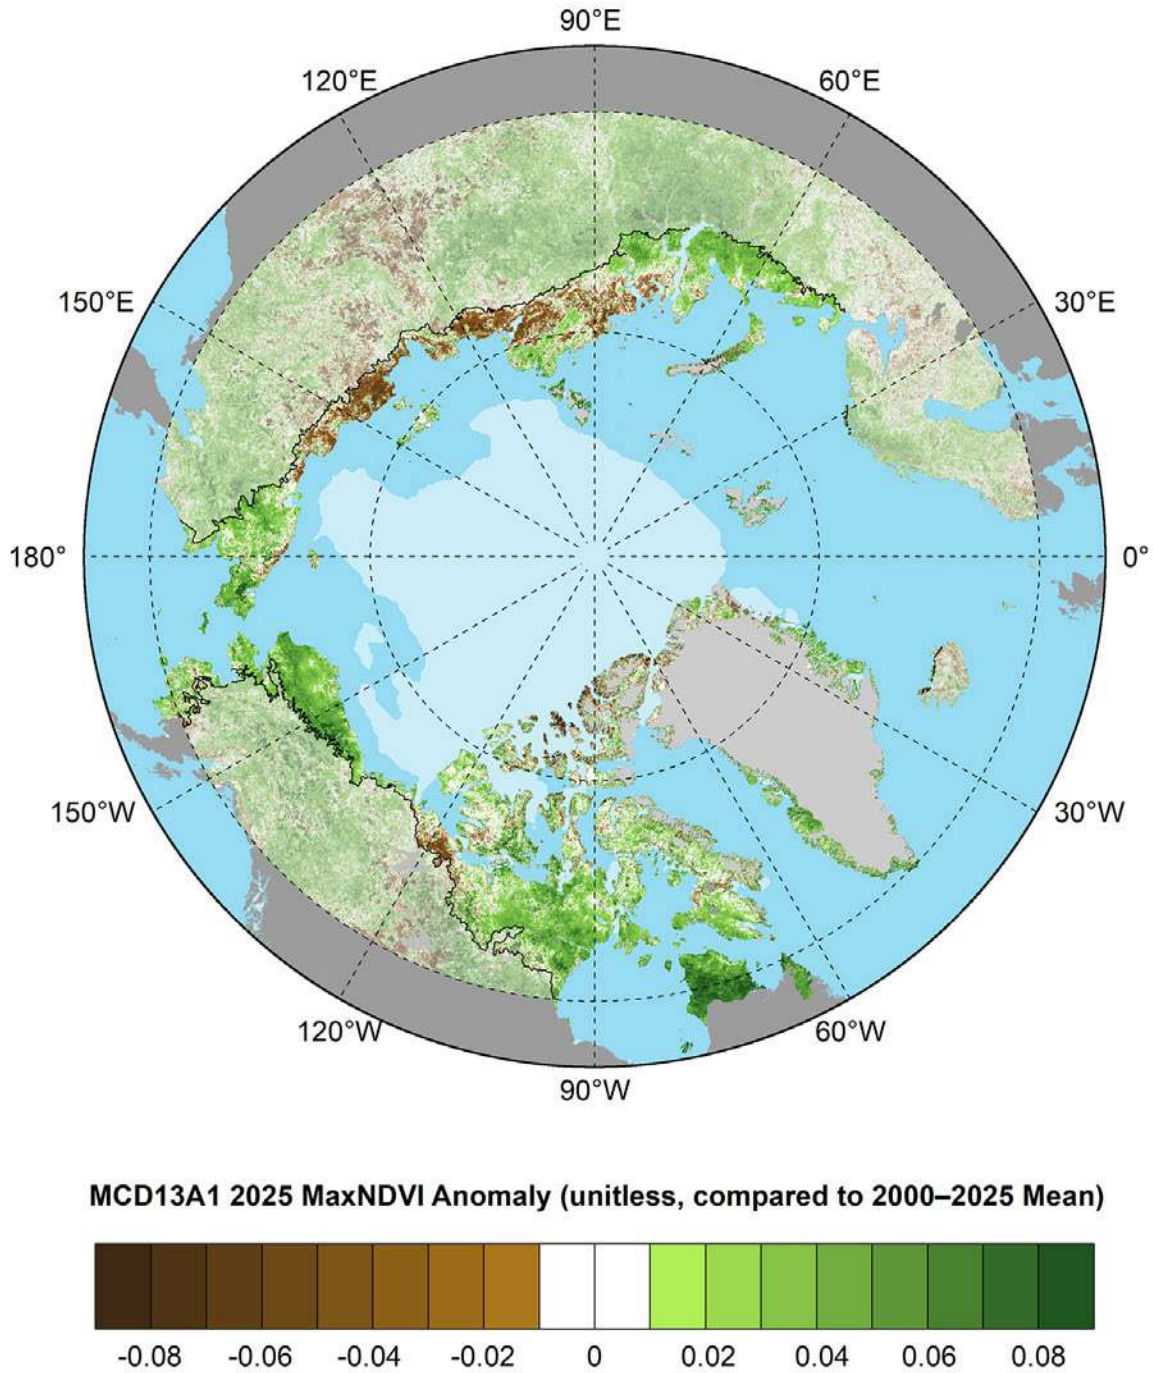 90°E
120°E
60°E
150°E
30°E
180°
0°
150°W
30°W
120°W
60°W
90°W
MCD13A1 2025 MaxNDVI Anomaly (unitless, compared to 2000–2025 Mean)
-0.08 -0.06 -0.04 -0.02 0 0.02 0.04 0.06 0.08